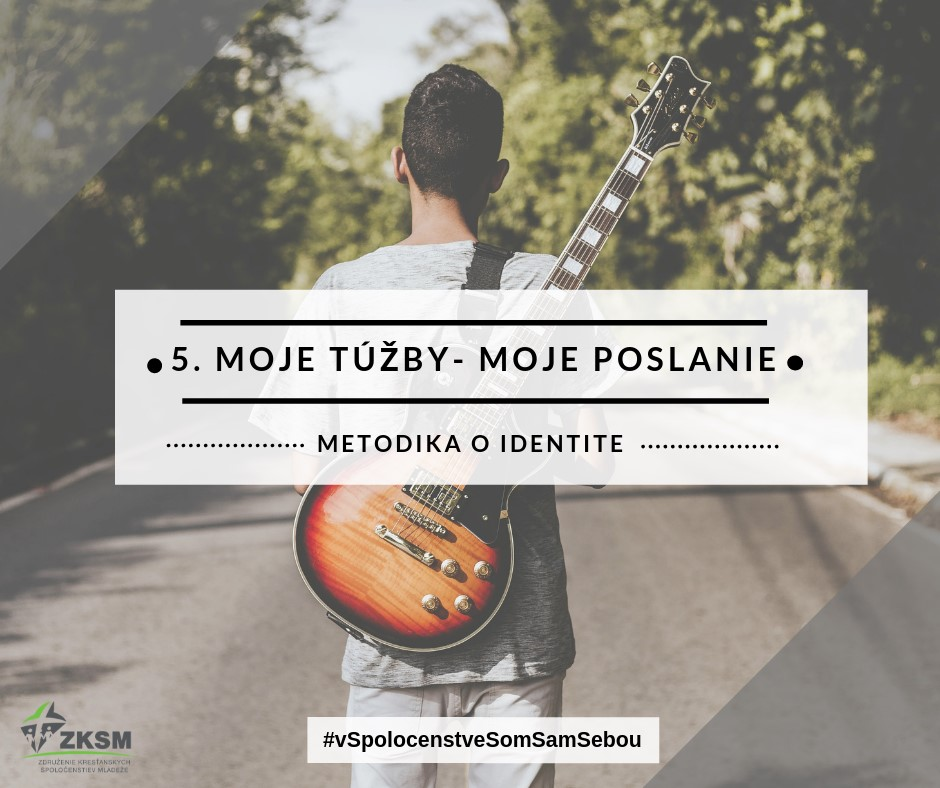 5. MOJE TÚŽBY- MOJE POSLANIE
METODIKA O IDENTITE
#vSpolocenstveSomSamSebou
ZKSM
ZDRUŽENIE KRESŤANSKÝCH
SPOLOČENSTIEV MLÁDEŽE